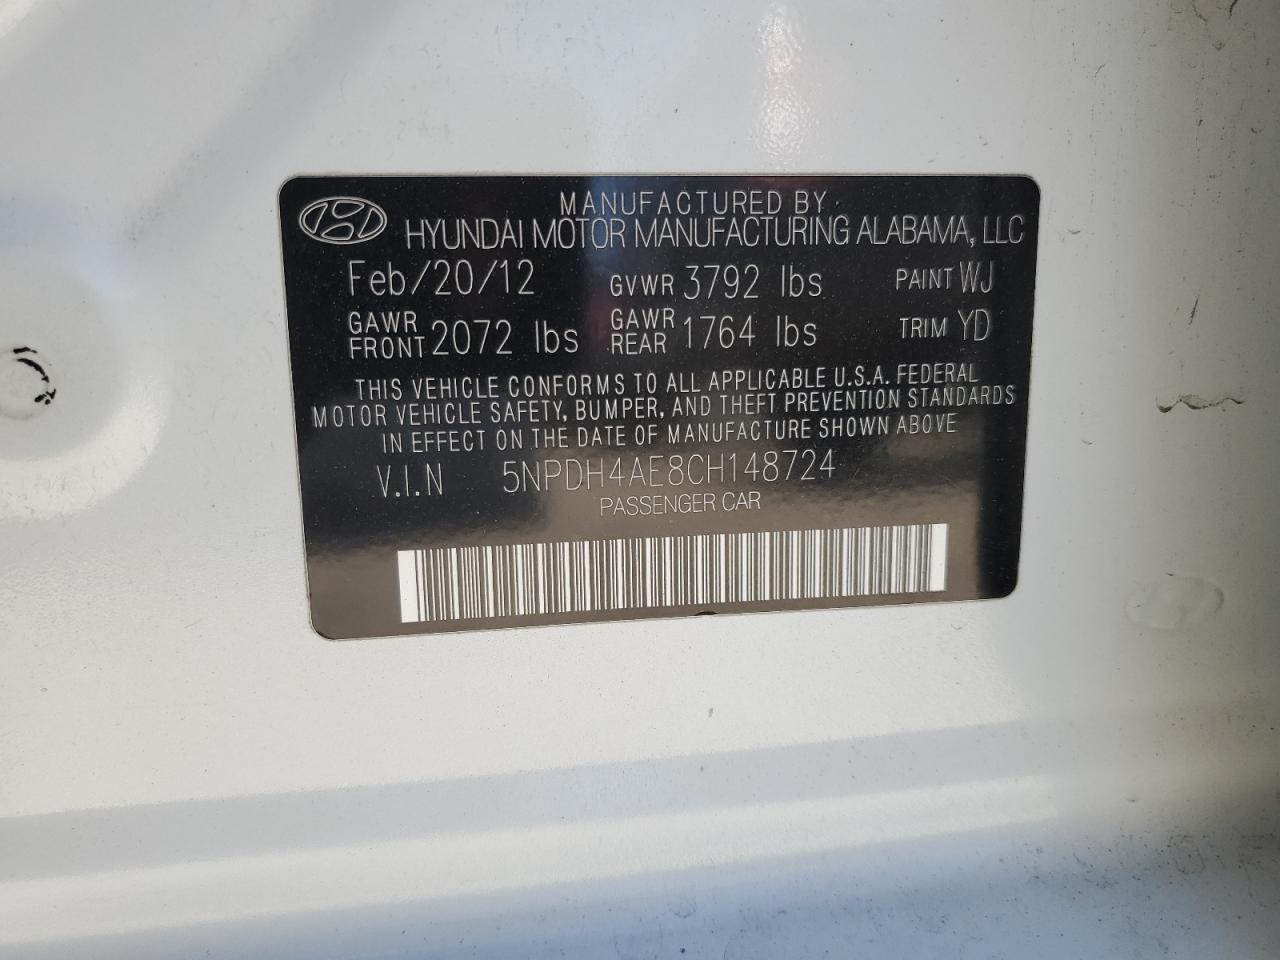 MANUFACTURED BY
HYUNDAI MOTOR MANUFACTURING ALABAMA, LLC
Feb/20/12 GVWR 3792 lbs PAINT WJ
GAWR FRONT 2072 lbs GAWR REAR 1764 lbs TRIM YD
THIS VEHICLE CONFORMS TO ALL APPLICABLE U.S.A. FEDERAL
MOTOR VEHICLE SAFETY, BUMPER, AND THEFT PREVENTION STANDARDS
IN EFFECT ON THE DATE OF MANUFACTURE SHOWN ABOVE
V.I.N 5NPDH4AE8CH148724
PASSENGER CAR